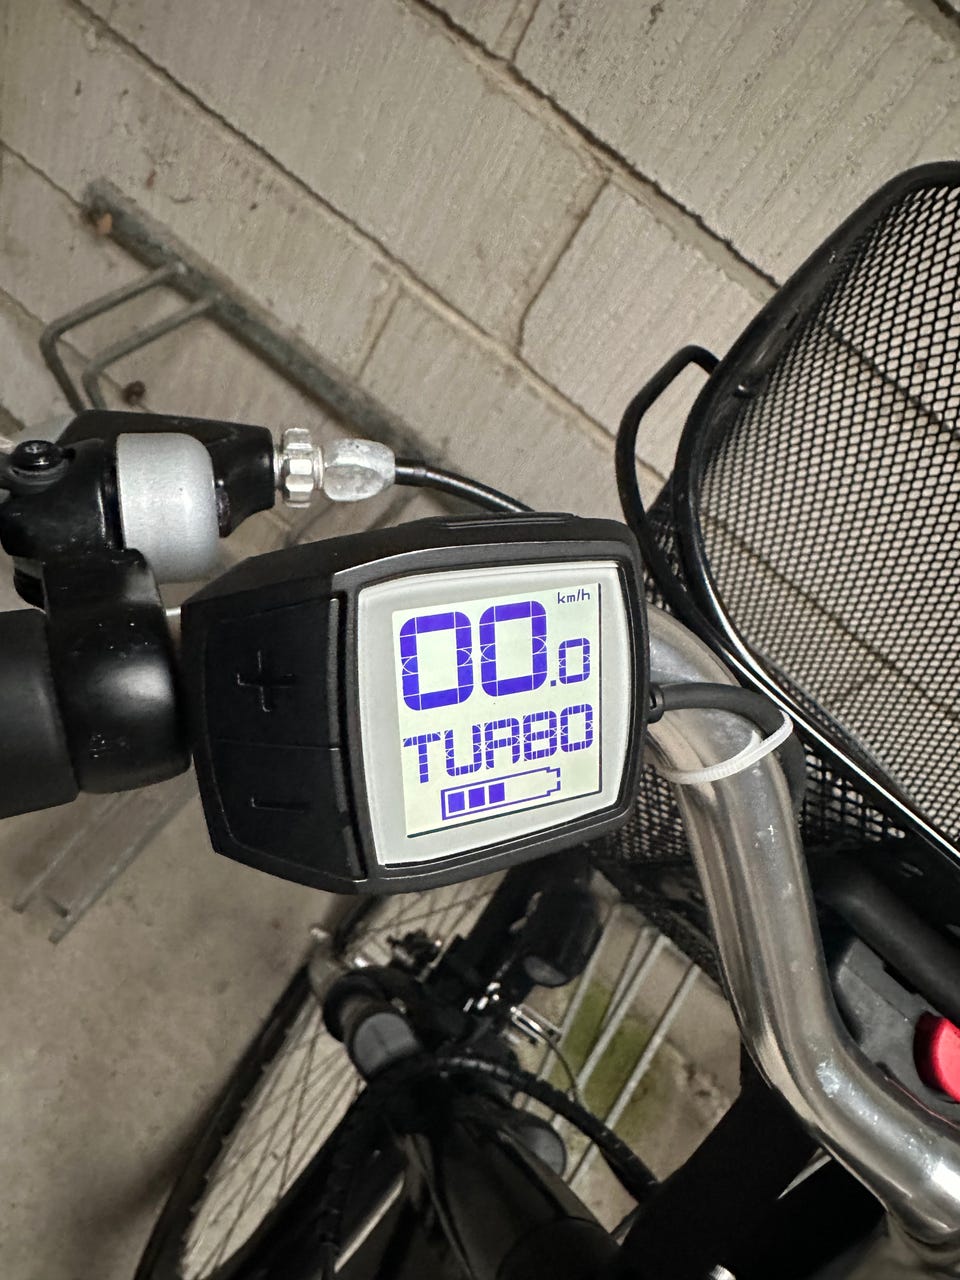 km/h
00.0
TURBO
+
-